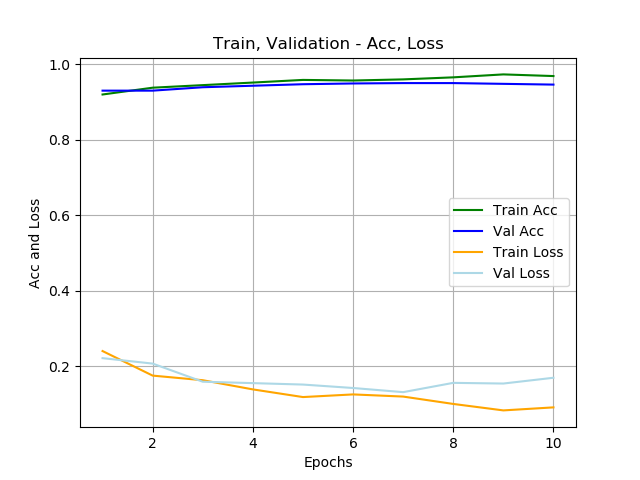 Train, Validation - Acc, Loss
1.0
0.8
0.6
0.4
0.2
Acc and Loss
Train Acc
Val Acc
Train Loss
Val Loss
2 4 6 8 10
Epochs